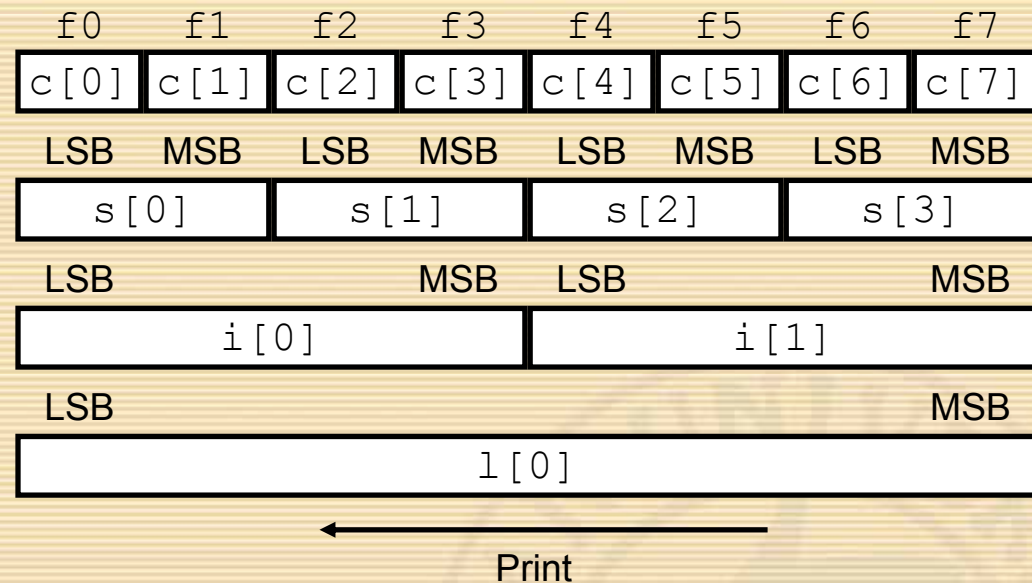 f0 f1 f2 f3 f4 f5 f6 f7
c[0] c[1] c[2] c[3] c[4] c[5] c[6] c[7]
LSB MSB LSB MSB LSB MSB LSB MSB
s[0] s[1] s[2] s[3]
LSB MSB LSB MSB
i[0] i[1]
LSB MSB
l[0]
Print